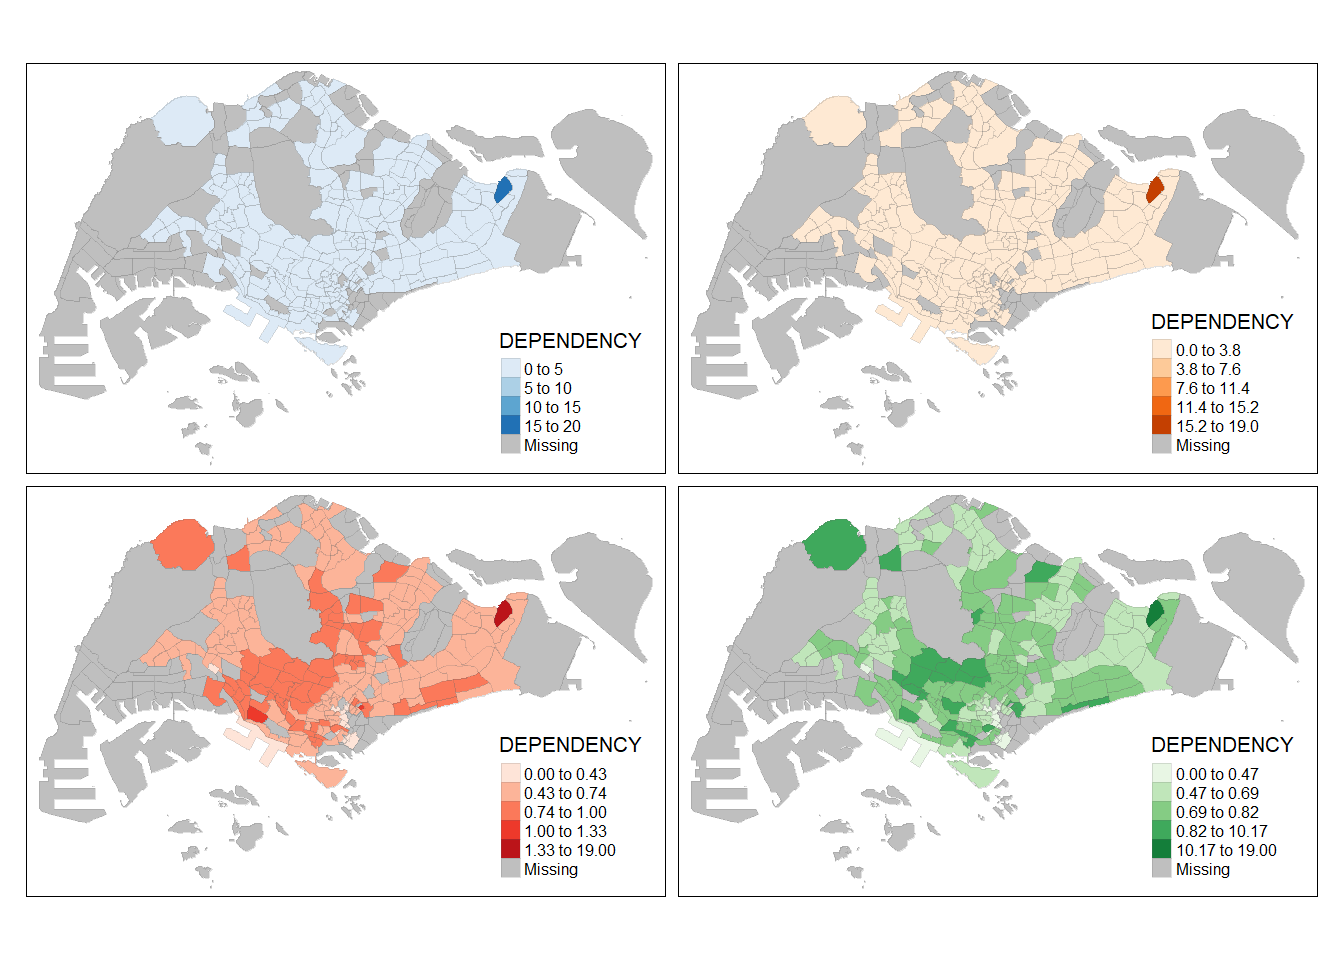 DEPENDENCY
0 to 5
5 to 10
10 to 15
15 to 20
Missing
DEPENDENCY
0.0 to 3.8
3.8 to 7.6
7.6 to 11.4
11.4 to 15.2
15.2 to 19.0
Missing
DEPENDENCY
0.00 to 0.43
0.43 to 0.74
0.74 to 1.00
1.00 to 1.33
1.33 to 19.00
Missing
DEPENDENCY
0.00 to 0.47
0.47 to 0.69
0.69 to 0.82
0.82 to 10.17
10.17 to 19.00
Missing